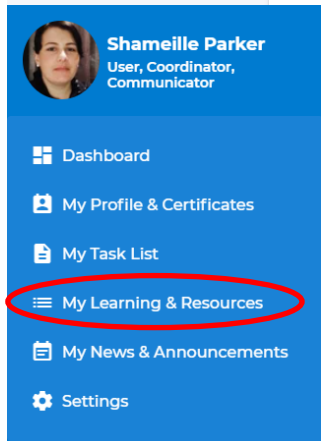 Shameille Parker
User, Coordinator,
Communicator
Dashboard
My Profile & Certificates
My Task List
My Learning & Resources
My News & Announcements
Settings